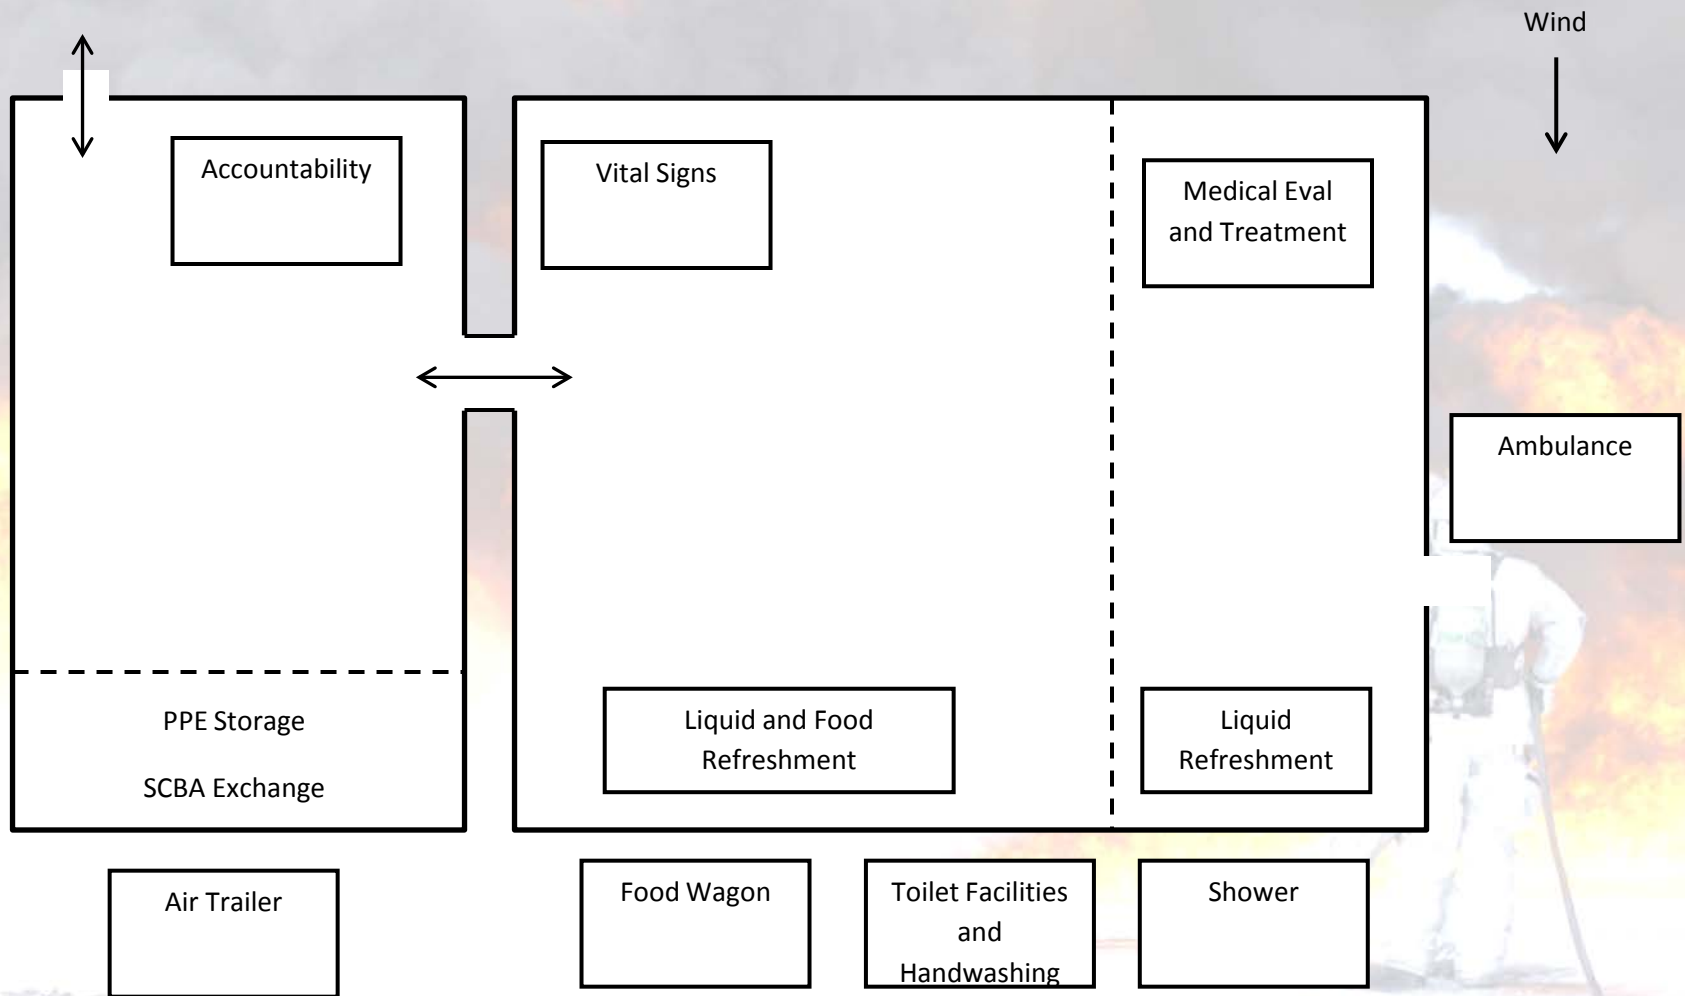 Wind
Accountability
Vital Signs
Medical Eval
and Treatment
Ambulance
PPE Storage
SCBA Exchange
Liquid and Food
Refreshment
Liquid
Refreshment
Air Trailer
Food Wagon
Toilet Facilities
and
Handwashing
Shower